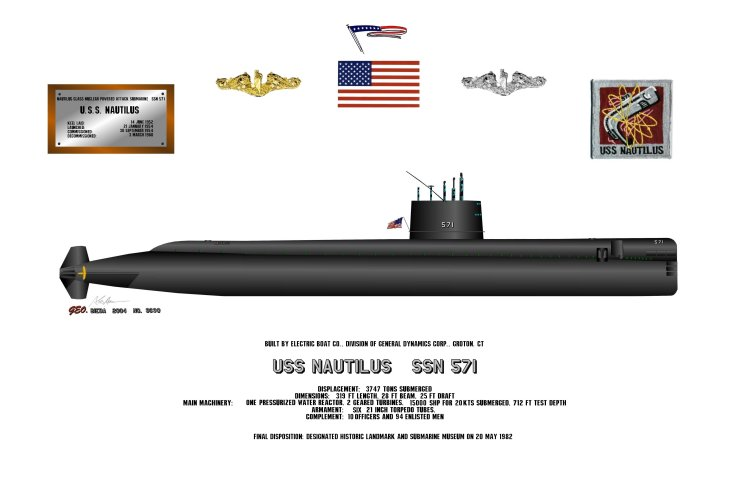 NAUTILUS CLASS NUCLEAR POWERED ATTACK SUBMARINE SSN 571
U.S.S. NAUTILUS
KEEL LAID: 14 JUNE 1952
LAUNCHED: 21 JANUARY 1954
COMMISSIONED: 30 SEPTEMBER 1954
DECOMMISSIONED: 3 MARCH 1980
USS NAUTILUS
571
571
GEO. MEDA 2004 NO.
BUILT BY ELECTRIC BOAT CO., DIVISION OF GENERAL DYNAMICS CORP., GROTON, CT
USS NAUTILUS SSN 571
DISPLACEMENT: 3747 TONS SUBMERGED
DIMENSIONS: 319 FT LENGTH, 28 FT BEAM, 25 FT DRAFT
MAIN MACHINERY: ONE PRESSURIZED WATER REACTOR, 2 GEARED TURBINES, 15000 SHP FOR 20 KTS SUBMERGED, 712 FT TEST DEPTH
ARMAMENT: SIX 21 INCH TORPEDO TUBES.
COMPLEMENT: 10 OFFICERS AND 94 ENLISTED MEN
FINAL DISPOSITION: DESIGNATED HISTORIC LANDMARK AND SUBMARINE MUSEUM ON 20 MAY 1982